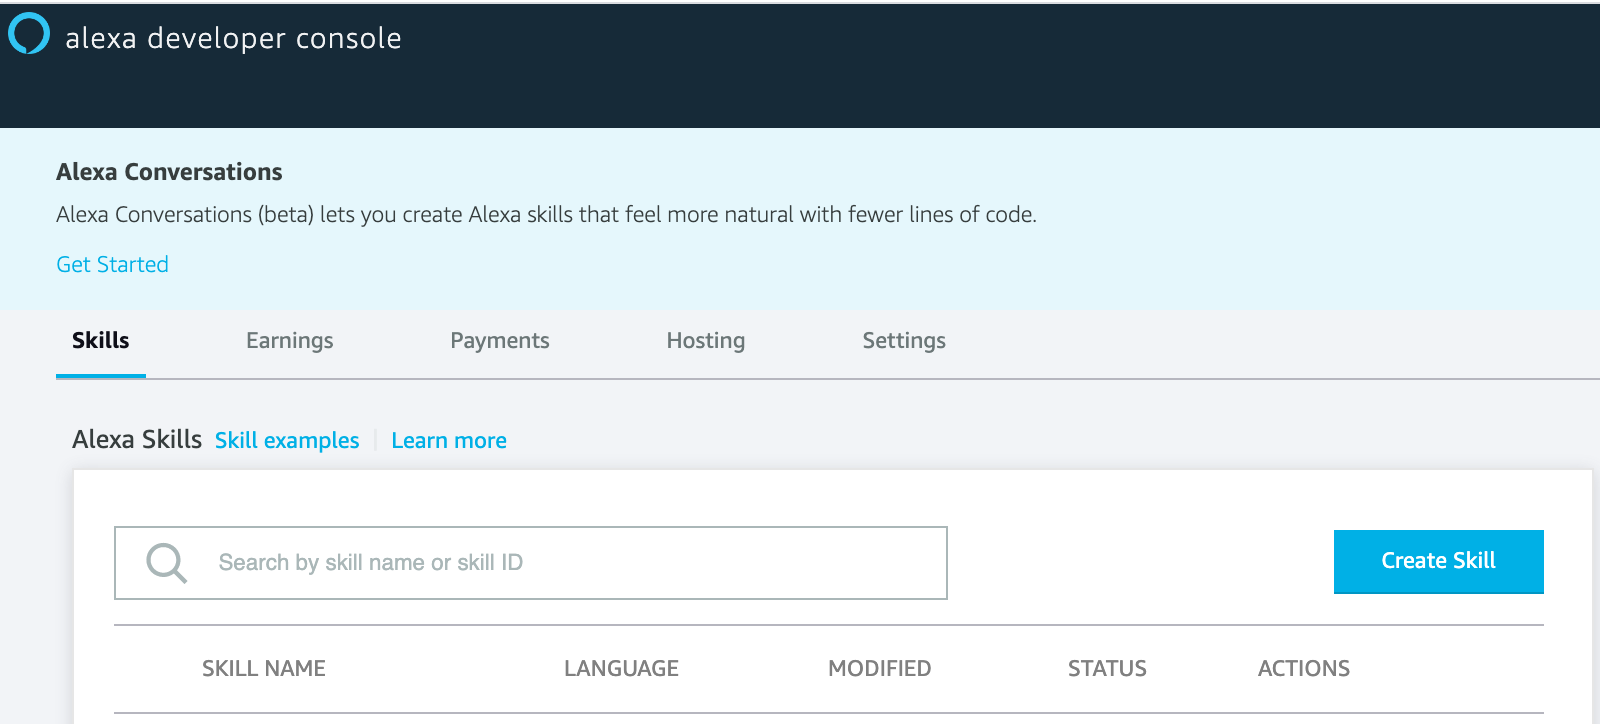 alexa developer console
Alexa Conversations
Alexa Conversations (beta) lets you create Alexa skills that feel more natural with fewer lines of code.
Get Started
Skills Earnings Payments Hosting Settings
Alexa Skills Skill examples Learn more
Search by skill name or skill ID Create Skill
SKILL NAME LANGUAGE MODIFIED STATUS ACTIONS